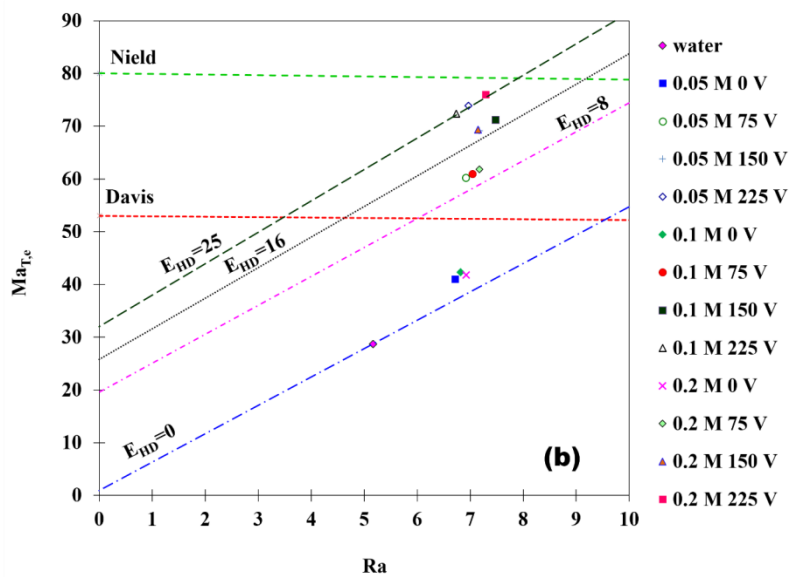 90
80
70
60
50
40
30
20
10
0
Ma_T,c
0 1 2 3 4 5 6 7 8 9 10
Ra
Nield
Davis
E_HD=25
E_HD=16
E_HD=8
E_HD=0
(b)
water
0.05 M 0 V
0.05 M 75 V
0.05 M 150 V
0.05 M 225 V
0.1 M 0 V
0.1 M 75 V
0.1 M 150 V
0.1 M 225 V
0.2 M 0 V
0.2 M 75 V
0.2 M 150 V
0.2 M 225 V